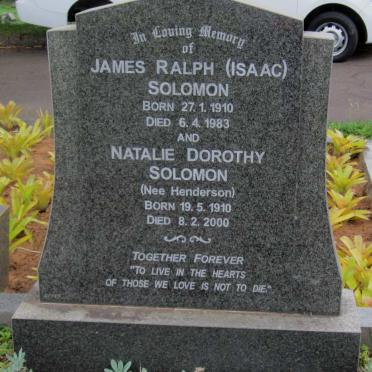 In Loving Memory
of
JAMES RALPH (ISAAC)
SOLOMON
BORN 27.1.1910
DIED 6.4.1983
AND
NATALIE DOROTHY
SOLOMON
(Nee Henderson)
BORN 19.5.1910
DIED 8.2.2000
TOGETHER FOREVER
"TO LIVE IN THE HEARTS
OF THOSE WE LOVE IS NOT TO DIE."